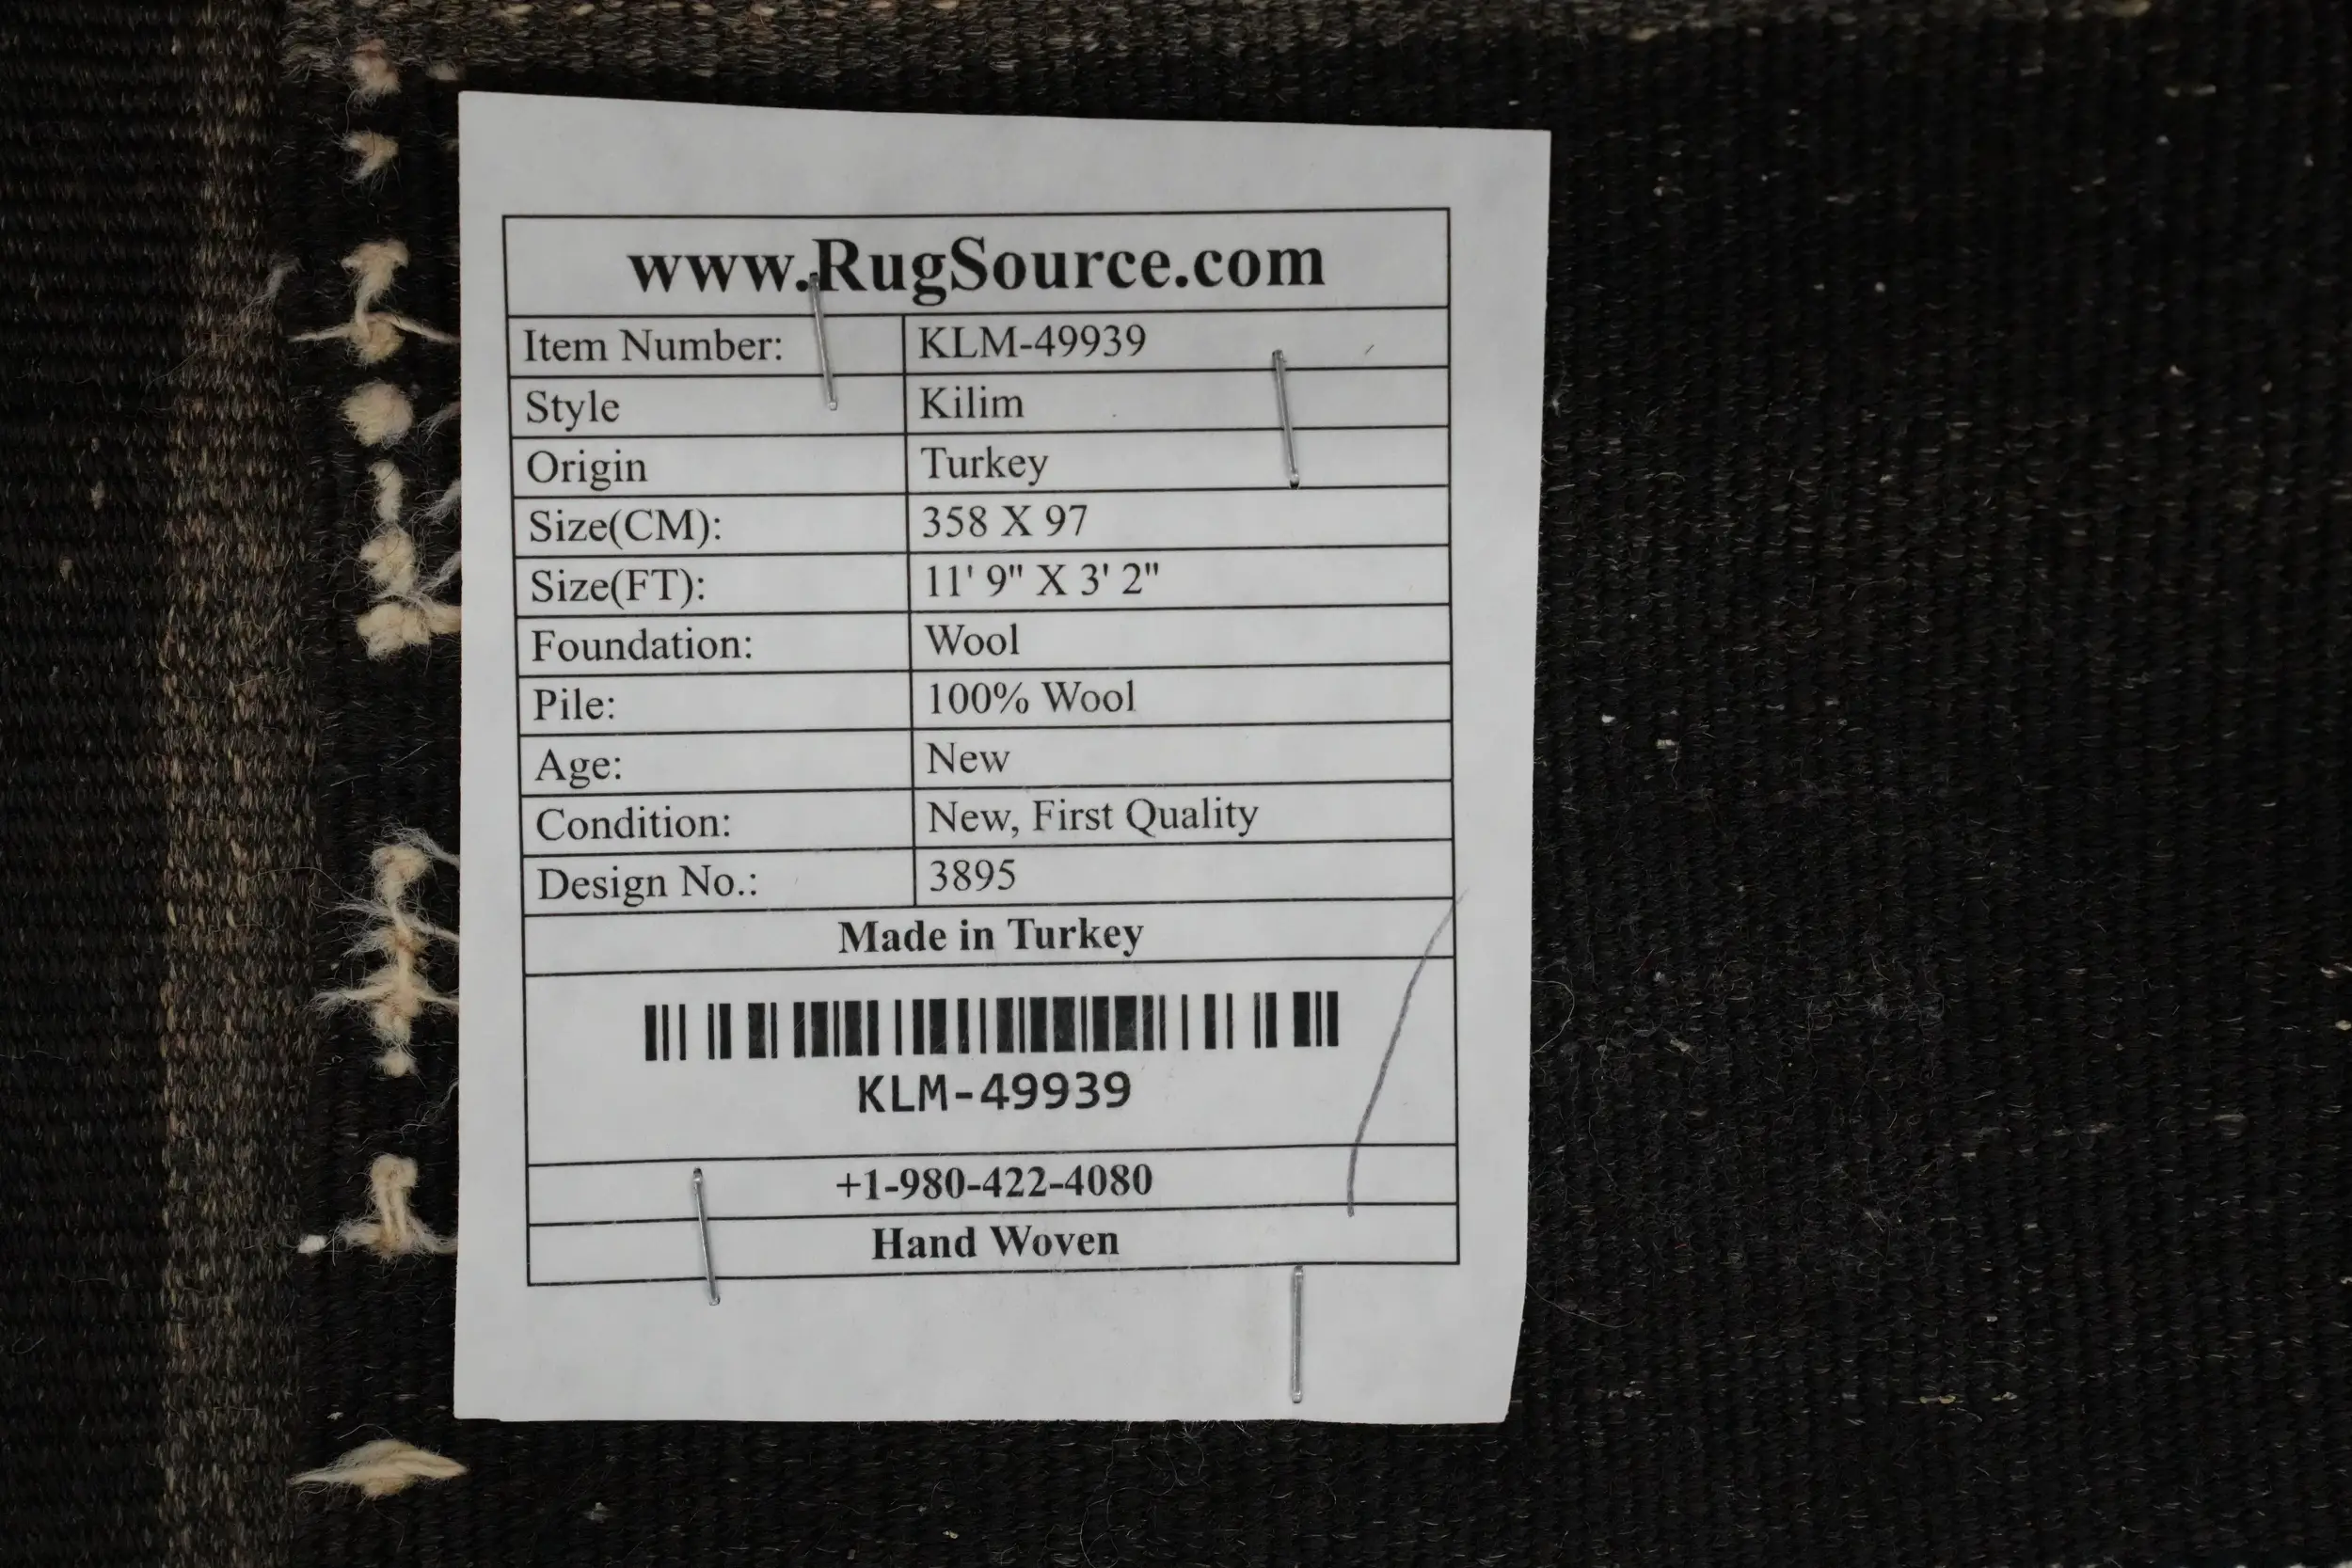 www.RugSource.com
Item Number: KLM-49939
Style Kilim
Origin Turkey
Size(CM): 358 X 97
Size(FT): 11' 9" X 3' 2"
Foundation: Wool
Pile: 100% Wool
Age: New
Condition: New, First Quality
Design No.: 3895
Made in Turkey
KLM-49939
+1-980-422-4080
Hand Woven